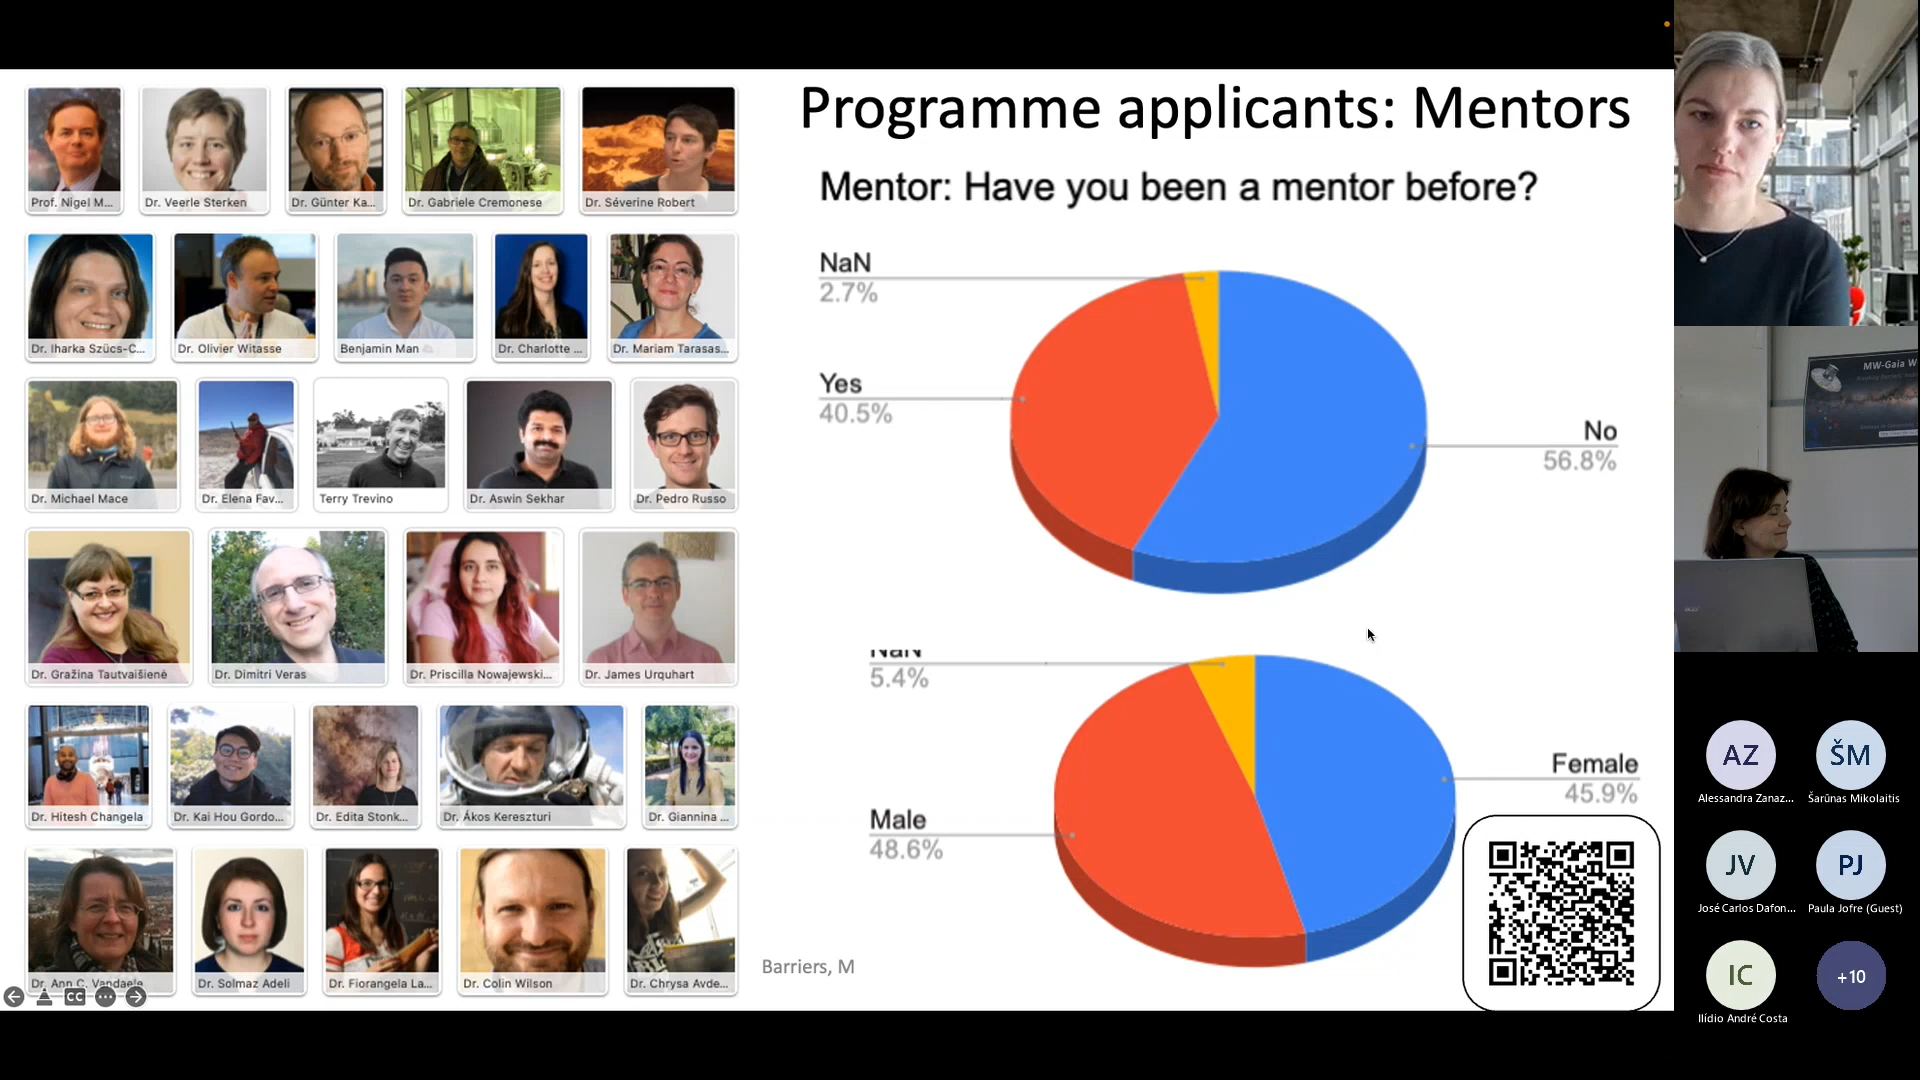 Programme applicants: Mentors
Mentor: Have you been a mentor before?
Prof. Nigel M...
Dr. Veerle Sterken
Dr. Günter Ka...
Dr. Gabriele Cremonese
Dr. Séverine Robert
Dr. Iharka Szücs-C...
Dr. Olivier Witasse
Benjamin Man
Dr. Charlotte ...
Dr. Mariam Tarasas...
Dr. Michael Mace
Dr. Elena Fav...
Terry Trevino
Dr. Aswin Sekhar
Dr. Pedro Russo
Dr. Gražina Tautvaišienė
Dr. Dimitri Veras
Dr. Priscilla Nowajewski...
Dr. James Urquhart
Dr. Hitesh Changela
Dr. Kai Hou Gordo...
Dr. Edita Stonk...
Dr. Ákos Kereszturi
Dr. Giannina ...
Dr. Ann C. Vandaele
Dr. Solmaz Adeli
Dr. Fiorangela La...
Dr. Colin Wilson
Dr. Chrysa Avde...
CC
NaN
2.7%
Yes
40.5%
No
56.8%
NaN
5.4%
Male
48.6%
Female
45.9%
Barriers, M
MW-Gaia W
AZ
Alessandra Zanaz...
ŠM
Šarūnas Mikolaitis
JV
José Carlos Dafon...
PJ
Paula Jofre (Guest)
IC
Ilídio André Costa
+10